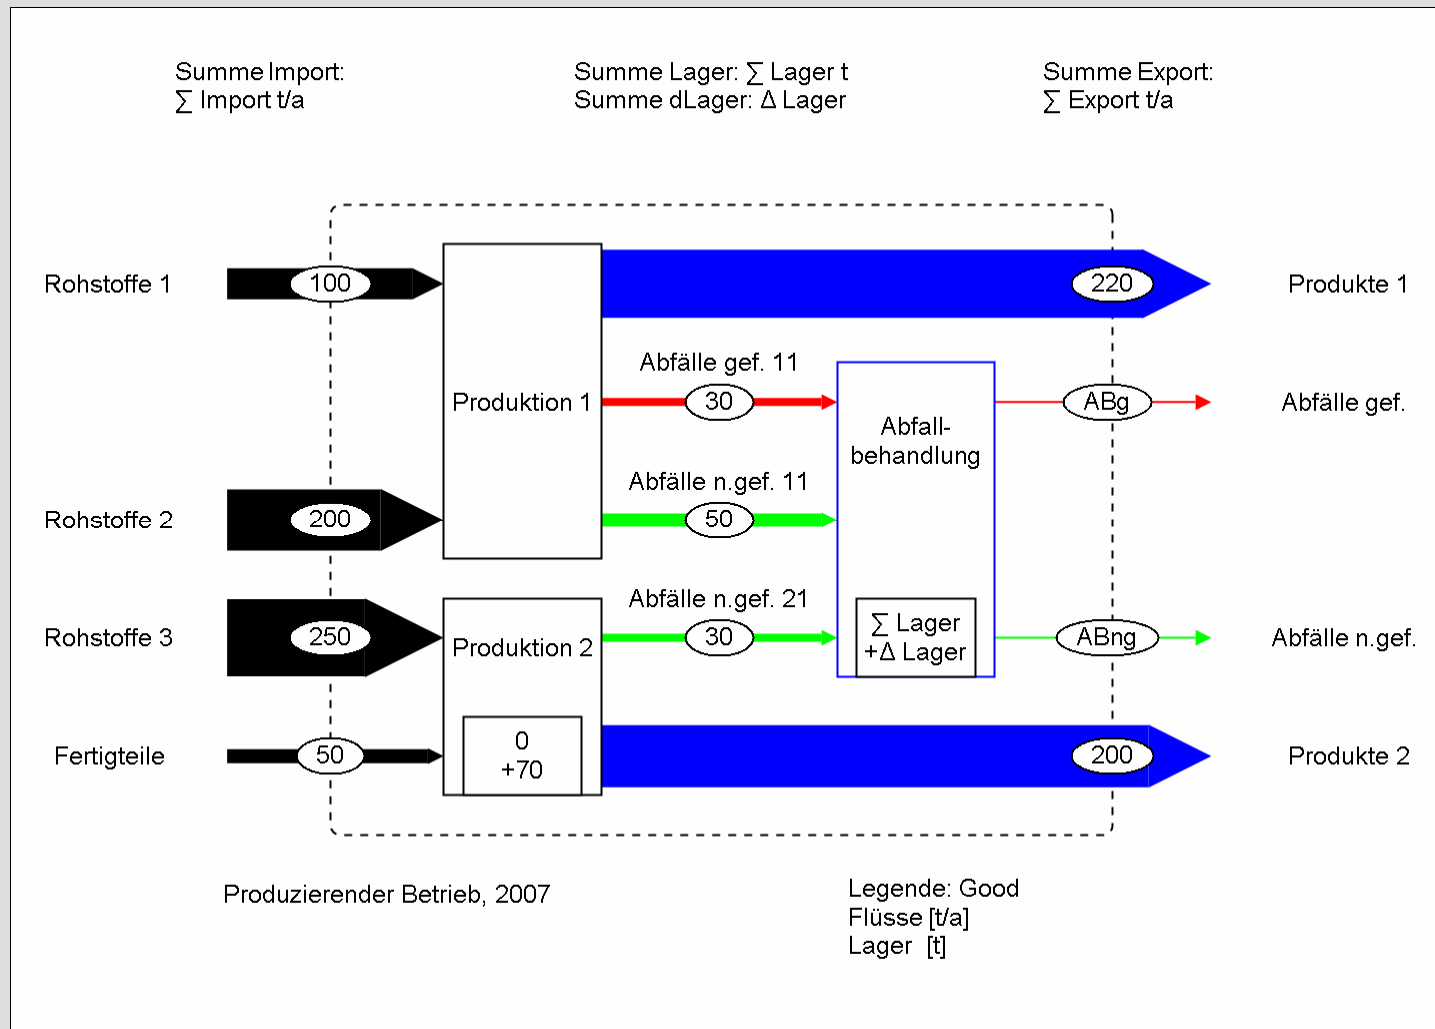 Summe Import:
∑ Import t/a
Summe Lager: ∑ Lager t
Summe dLager: Δ Lager
Summe Export:
∑ Export t/a
Rohstoffe 1
100
220
Produkte 1
Abfälle gef. 11
Produktion 1
30
Abfall-
behandlung
ABg
Abfälle gef.
Abfälle n.gef. 11
Rohstoffe 2
200
50
Abfälle n.gef. 21
Rohstoffe 3
250
Produktion 2
30
∑ Lager
+Δ Lager
ABng
Abfälle n.gef.
Fertigteile
50
0
+70
200
Produkte 2
Produzierender Betrieb, 2007
Legende: Good
Flüsse [t/a]
Lager [t]